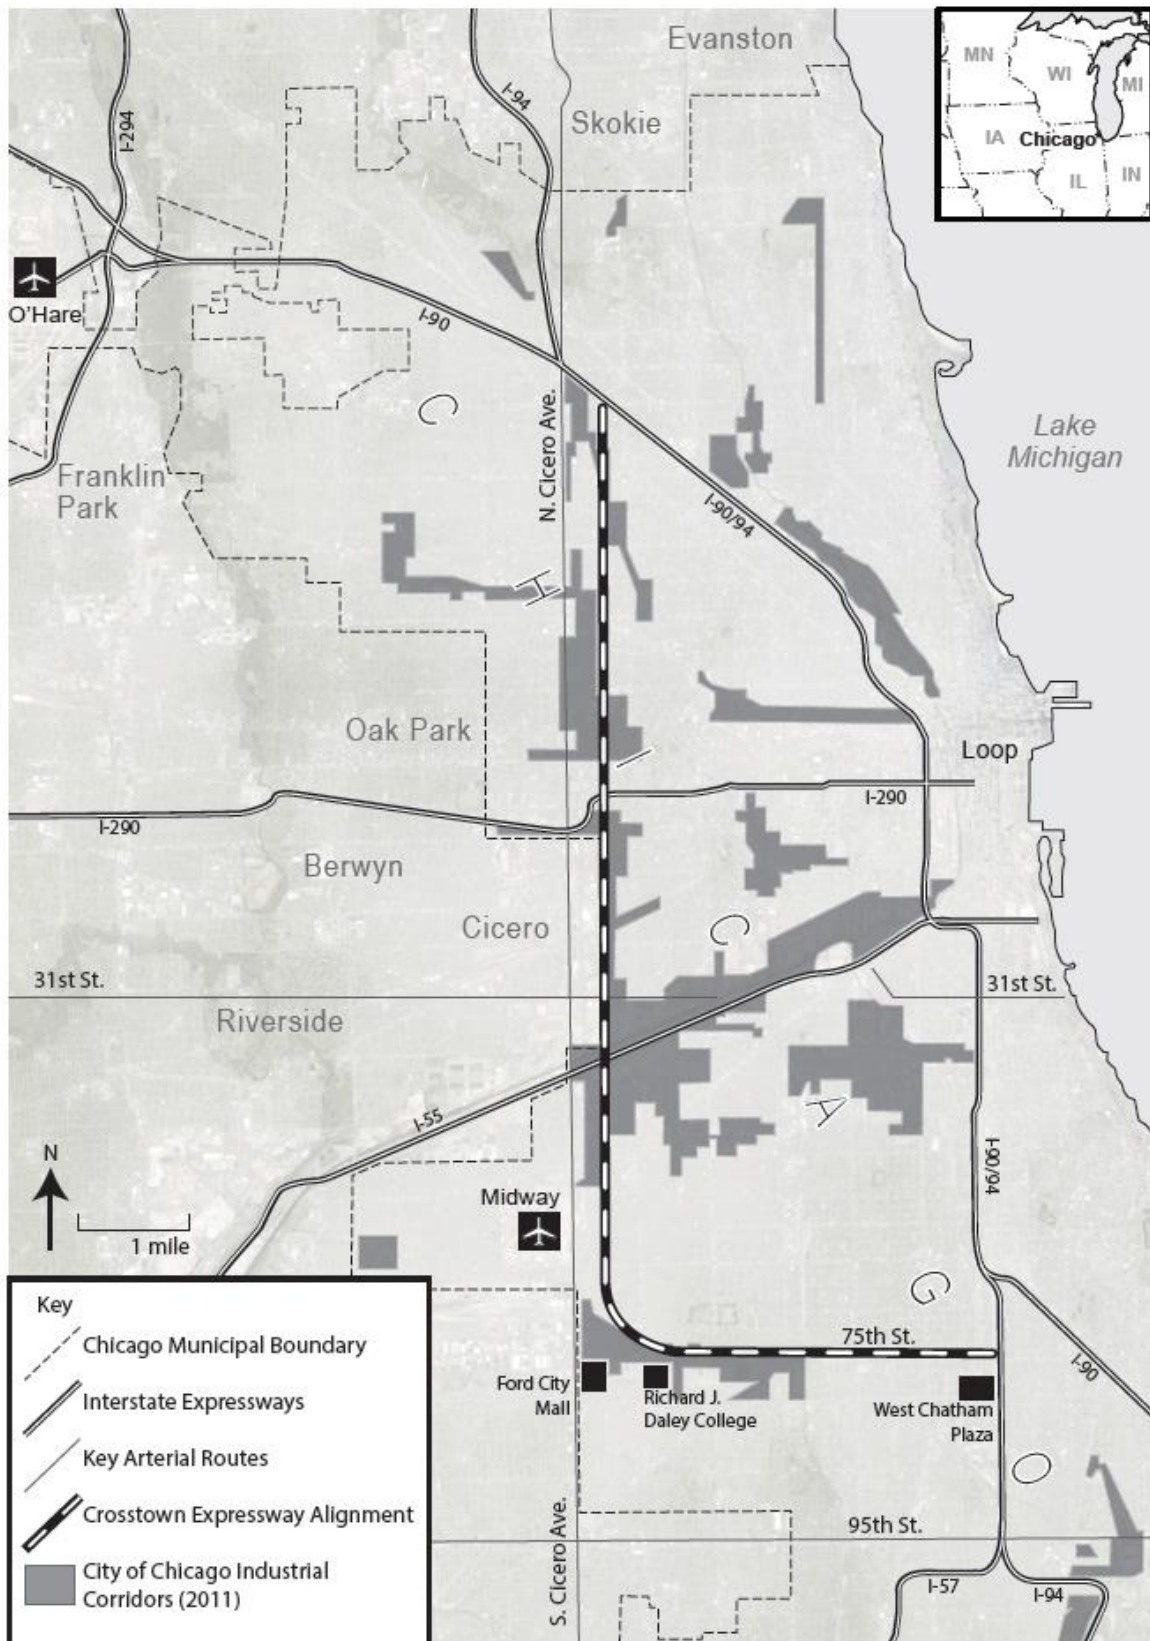 Evanston
Skokie
I-94
I-294
O'Hare
I-90
C
N. Cicero Ave.
Franklin
Park
Lake
Michigan
I-90/94
H
Oak Park
I
Loop
I-290
I-290
Berwyn
Cicero
C
31st St.
31st St.
Riverside
A
I-55
I-90/94
N
1 mile
Midway
G
75th St.
I-90
Ford City
Mall
Richard J.
Daley College
West Chatham
Plaza
O
S. Cicero Ave.
95th St.
I-57
I-94
MN
WI
MI
IA
Chicago
IL
IN
Key
Chicago Municipal Boundary
Interstate Expressways
Key Arterial Routes
Crosstown Expressway Alignment
City of Chicago Industrial
Corridors (2011)